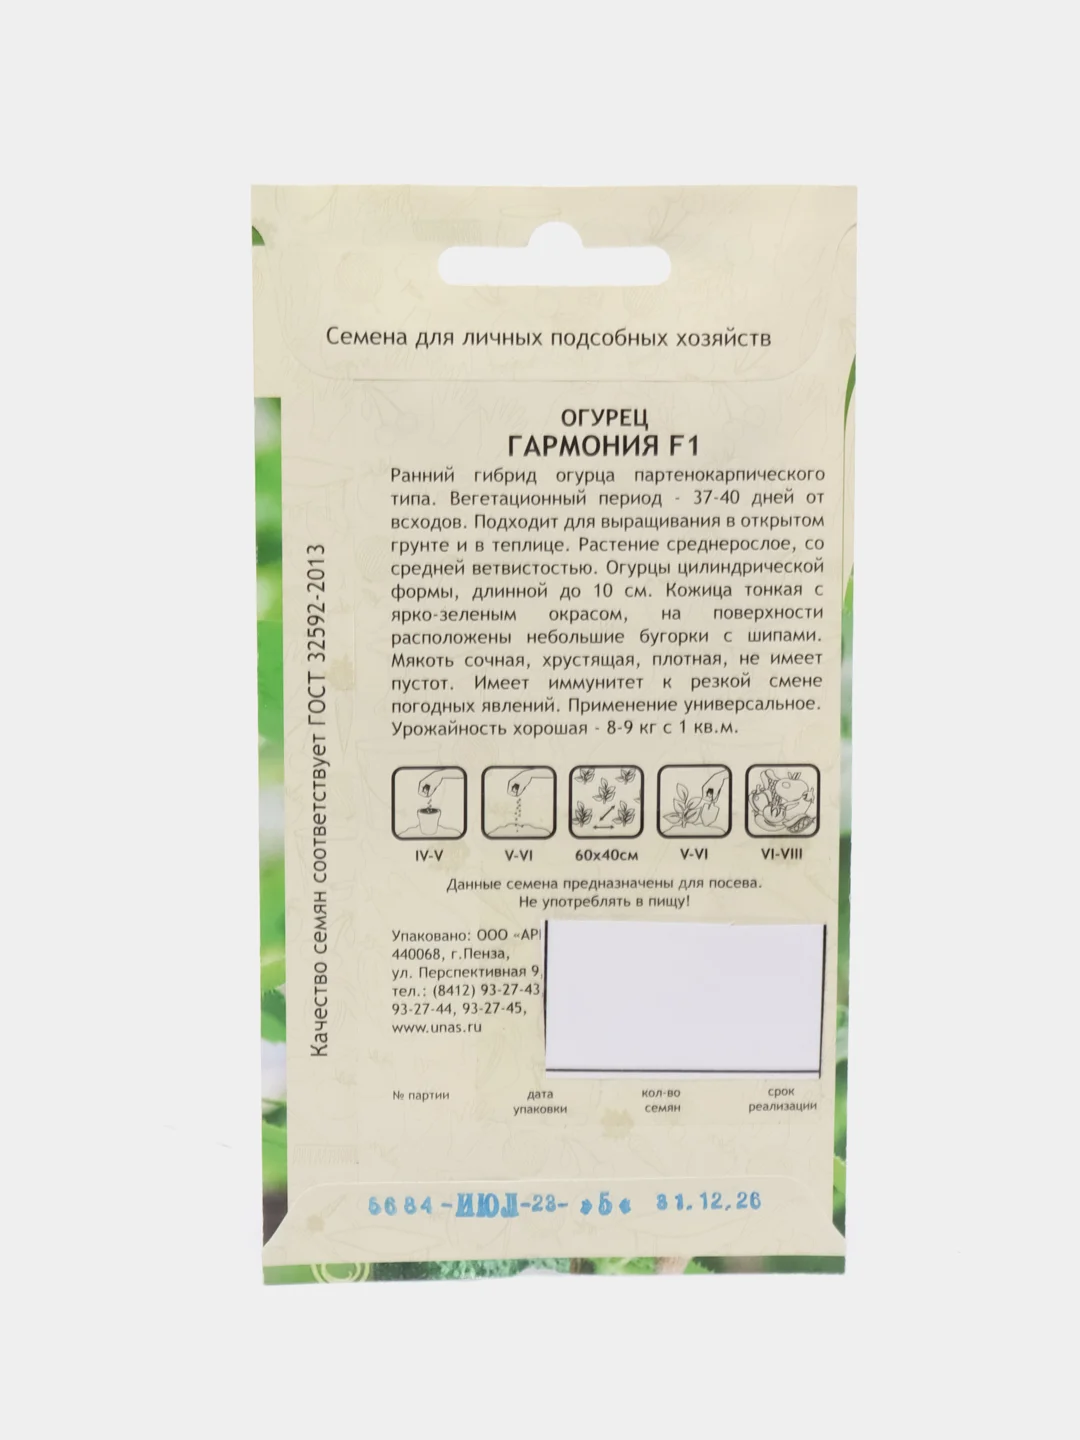 Семена для личных подсобных хозяйств
ОГУРЕЦ
ГАРМОНИЯ F1
Ранний гибрид огурца партенокарпического
типа. Вегетационный период - 37-40 дней от
всходов. Подходит для выращивания в открытом
грунте и в теплице. Растение среднерослое, со
средней ветвистостью. Огурцы цилиндрической
формы, длинной до 10 см. Кожица тонкая с
ярко-зеленым окрасом, на поверхности
расположены небольшие бугорки с шипами.
Мякоть сочная, хрустящая, плотная, не имеет
пустот. Имеет иммунитет к резкой смене
погодных явлений. Применение универсальное.
Урожайность хорошая - 8-9 кг с 1 кв.м.
Качество семян соответствует ГОСТ 32592-2013
IV-V V-VI 60х40см V-VI VI-VIII
Данные семена предназначены для посева.
Не употреблять в пищу!
Упаковано: ООО
440068, г.Пенза,
ул. Перспективная 9
тел.: (8412) 93-27-43
93-27-44, 93-27-45,
www.unas.ru
№ партии дата упаковки кол-во семян срок реализации
5684 -ИЮЛ-23- »5« 31.12.26